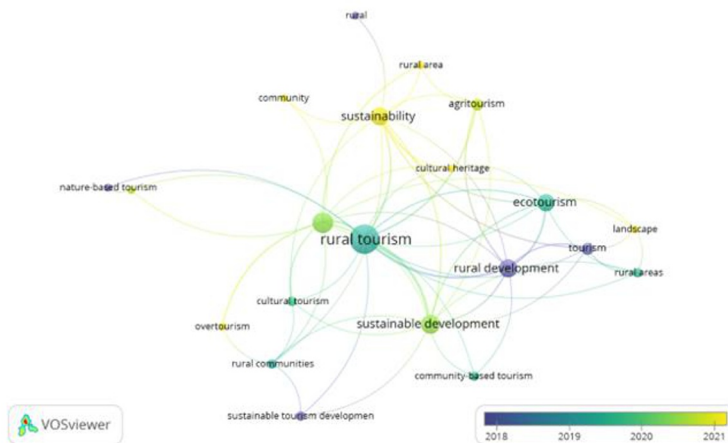 rural
rural area
community
agritourism
sustainability
cultural heritage
nature-based tourism
ecotourism
landscape
rural tourism
tourism
rural development
rural areas
cultural tourism
overtourism
sustainable development
rural communities
community-based tourism
sustainable tourism developmen
VOSviewer
2018 2019 2020 2021